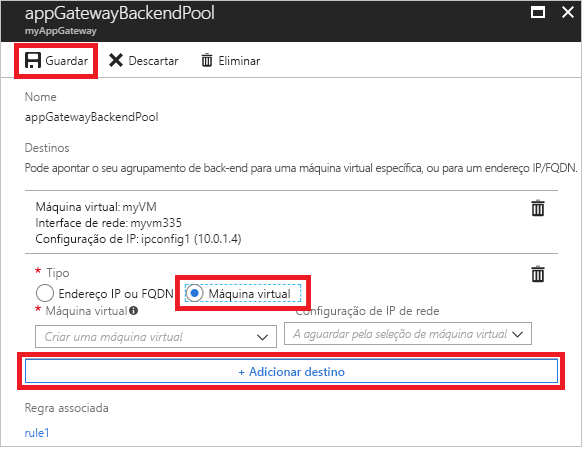 appGatewayBackendPool
myAppGateway
Guardar Descartar Eliminar
Nome
appGatewayBackendPool
Destinos
Pode apontar o seu agrupamento de back-end para uma máquina virtual específica, ou para um endereço IP/FQDN.
Máquina virtual: myVM
Interface de rede: myvm335
Configuração de IP: ipconfig1 (10.0.1.4)
* Tipo
Endereço IP ou FQDN Máquina virtual
* Máquina virtual Configuração de IP de rede
Criar uma máquina virtual A aguardar pela seleção de máquina virtual
+ Adicionar destino
Regra associada
rule1